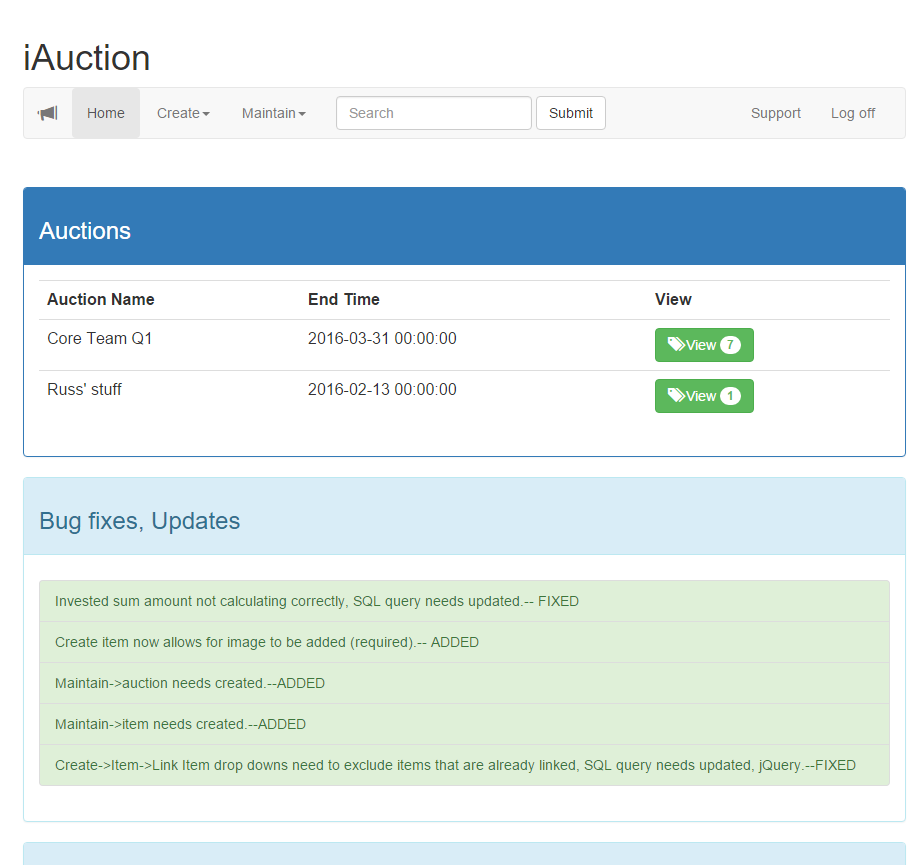 iAuction
Home Create Maintain Search Submit Support Log off
Auctions
Auction Name End Time View
Core Team Q1 2016-03-31 00:00:00 View 7
Russ' stuff 2016-02-13 00:00:00 View 1
Bug fixes, Updates
Invested sum amount not calculating correctly, SQL query needs updated.-- FIXED
Create item now allows for image to be added (required).-- ADDED
Maintain->auction needs created.--ADDED
Maintain->item needs created.--ADDED
Create->Item->Link Item drop downs need to exclude items that are already linked, SQL query needs updated, jQuery.--FIXED